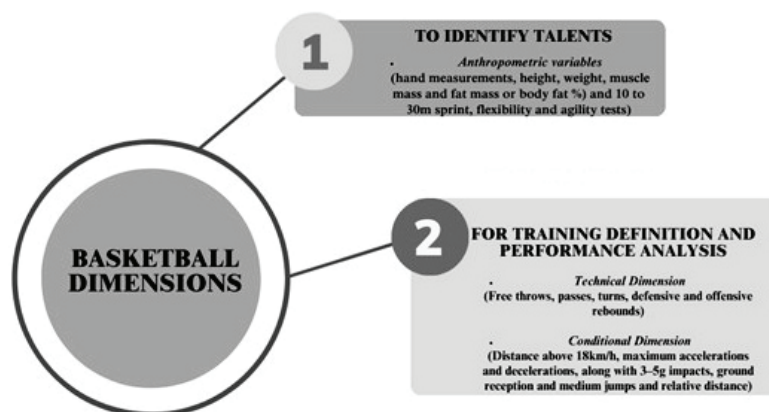 1
TO IDENTIFY TALENTS
• Anthropometric variables
(hand measurements, height, weight, muscle
mass and fat mass or body fat %) and 10 to
30m sprint, flexibility and agility tests)
BASKETBALL
DIMENSIONS
2
FOR TRAINING DEFINITION AND
PERFORMANCE ANALYSIS
• Technical Dimension
(Free throws, passes, turns, defensive and offensive
rebounds)
• Conditional Dimension
(Distance above 18km/h, maximum accelerations
and decelerations, along with 3–5g impacts, ground
reception and medium jumps and relative distance)